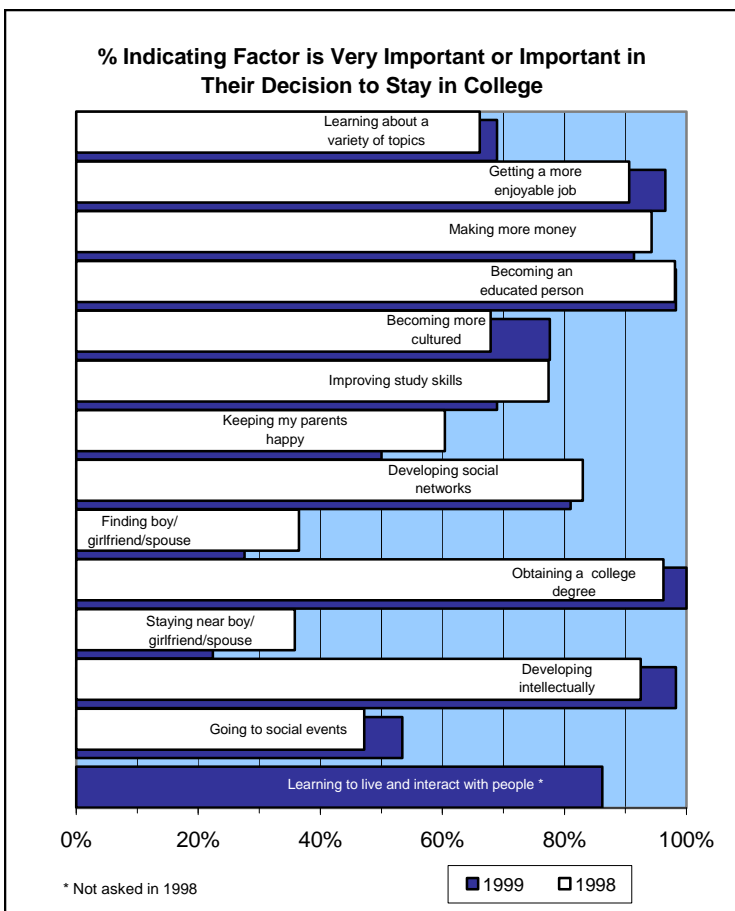 % Indicating Factor is Very Important or Important in
Their Decision to Stay in College
Learning about a
variety of topics
Getting a more
enjoyable job
Making more money
Becoming an
educated person
Becoming more
cultured
Improving study skills
Keeping my parents
happy
Developing social
networks
Finding boy/
girlfriend/spouse
Obtaining a college
degree
Staying near boy/
girlfriend/spouse
Developing
intellectually
Going to social events
Learning to live and interact with people *
0% 20% 40% 60% 80% 100%
* Not asked in 1998
1999 1998